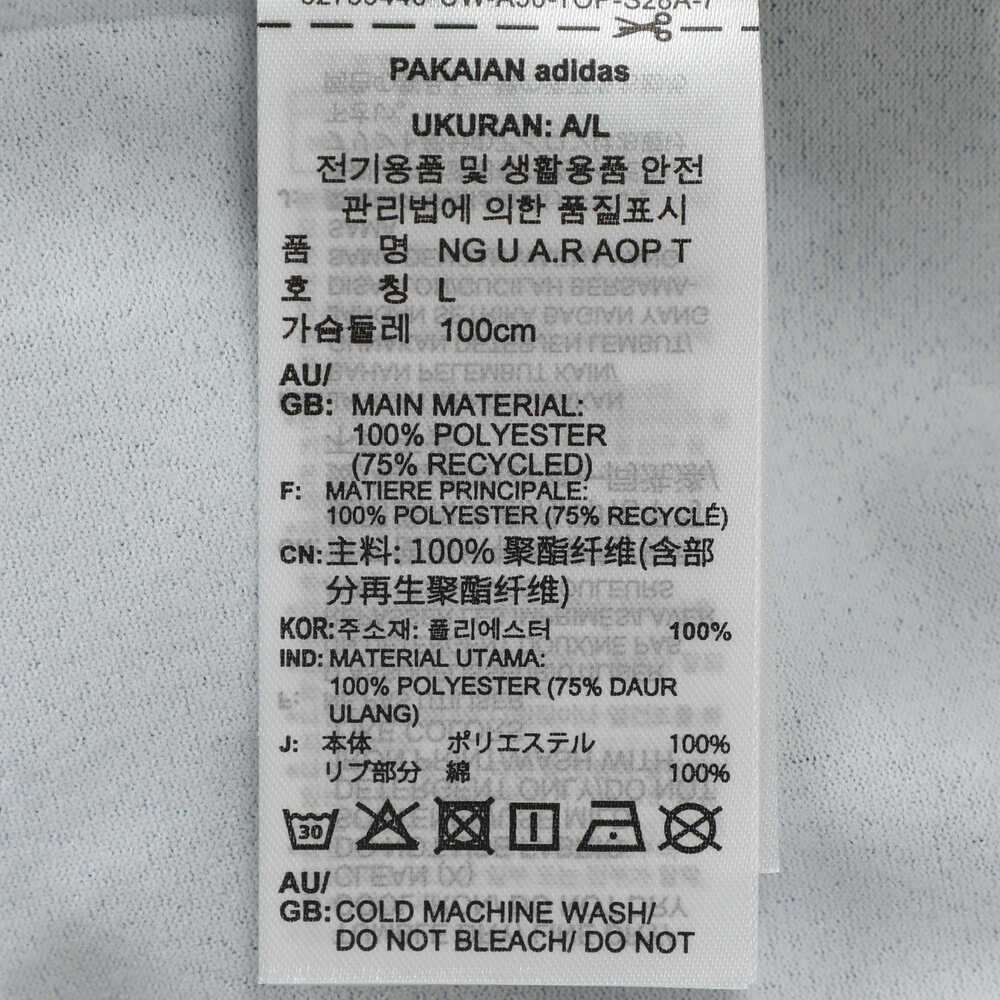 PAKAIAN adidas
UKURAN: A/L
전기용품 및 생활용품 안전
관리법에 의한 품질표시
품 명 NG U A.R AOP T
호 칭 L
가슴둘레 100cm
AU/
GB: MAIN MATERIAL:
100% POLYESTER
(75% RECYCLED)
F: MATIERE PRINCIPALE:
100% POLYESTER (75% RECYCLÉ)
CN: 主料: 100% 聚酯纤维(含部
分再生聚酯纤维)
KOR: 주소재: 폴리에스터 100%
IND: MATERIAL UTAMA:
100% POLYESTER (75% DAUR
ULANG)
J: 本体 ポリエステル 100%
リブ部分 綿 100%
30
AU/
GB: COLD MACHINE WASH/
DO NOT BLEACH/ DO NOT